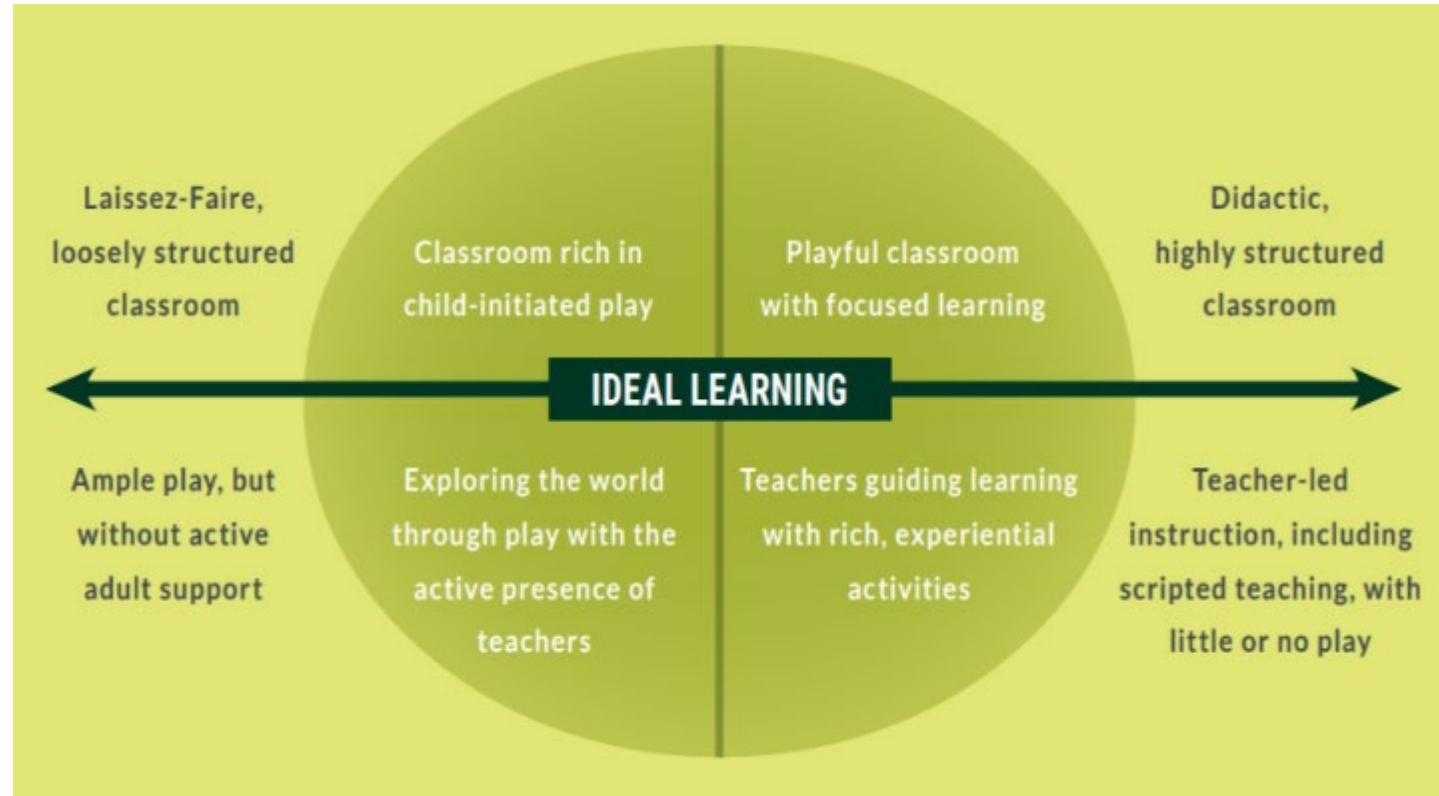 Laissez-Faire,
loosely structured
classroom
Classroom rich in
child-initiated play
Playful classroom
with focused learning
Didactic,
highly structured
classroom
IDEAL LEARNING
Ample play, but
without active
adult support
Exploring the world
through play with the
active presence of
teachers
Teachers guiding learning
with rich, experiential
activities
Teacher-led
instruction, including
scripted teaching, with
little or no play